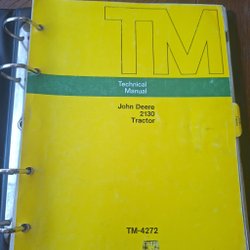 TM
Technical
Manual
John Deere
2130
Tractor
TM-4272